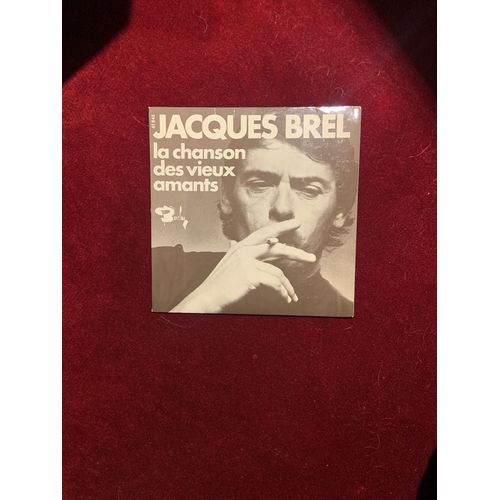 JACQUES BREL
la chanson
des vieux
amants